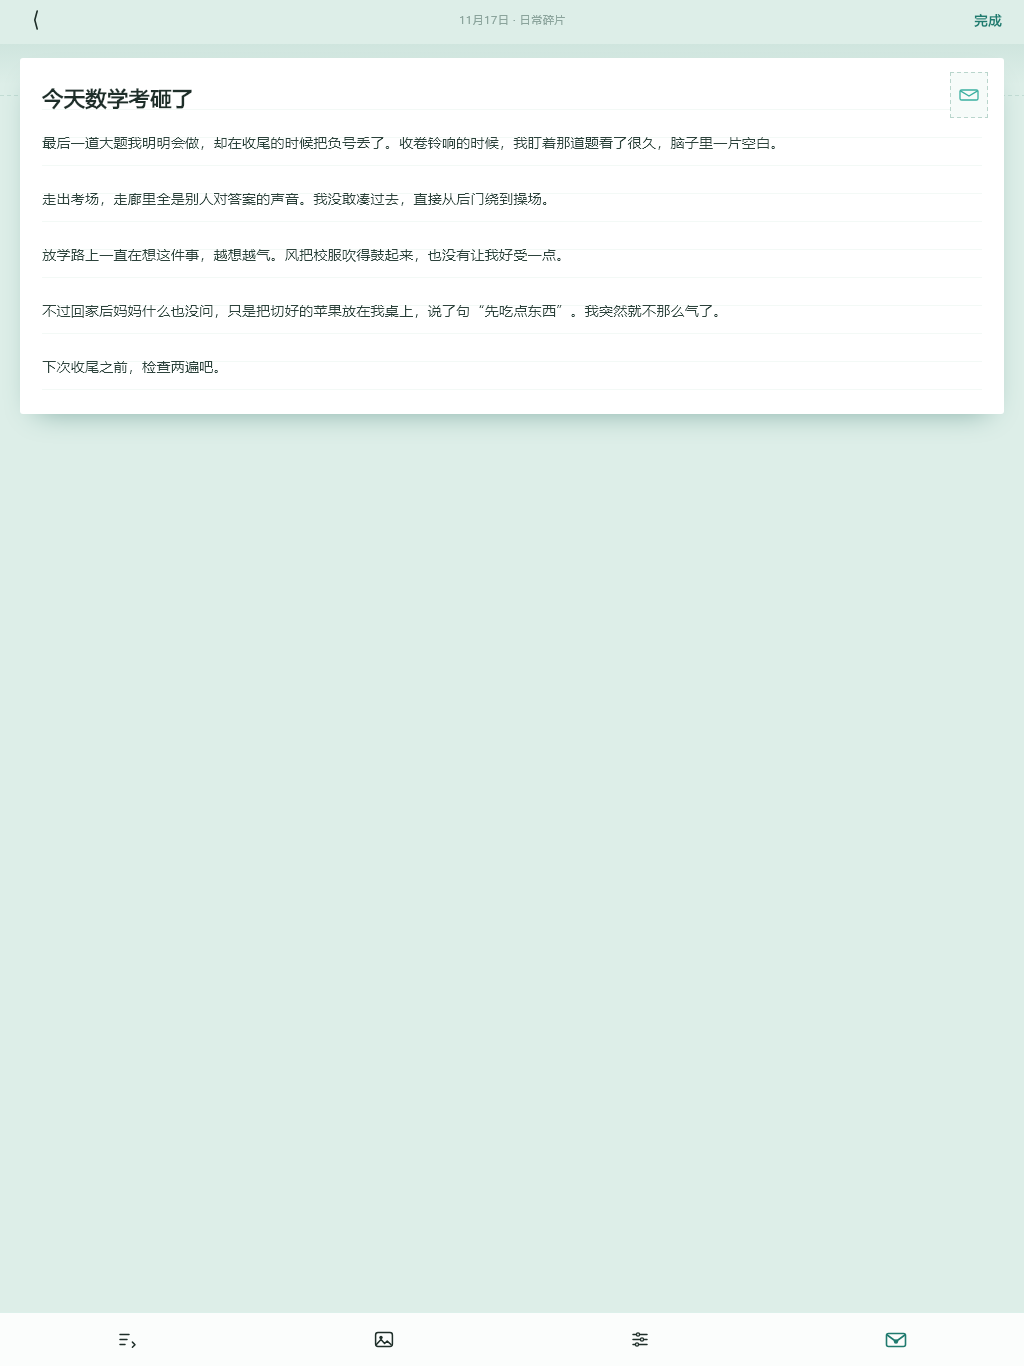 11月17日 · 日常碎片
完成
今天数学考砸了
最后一道大题我明明会做，却在收尾的时候把负号丢了。收卷铃响的时候，我盯着那道题看了很久，脑子里一片空白。
走出考场，走廊里全是别人对答案的声音。我没敢凑过去，直接从后门绕到操场。
放学路上一直在想这件事，越想越气。风把校服吹得鼓起来，也没有让我好受一点。
不过回家后妈妈什么也没问，只是把切好的苹果放在我桌上，说了句“先吃点东西”。我突然就不那么气了。
下次收尾之前，检查两遍吧。